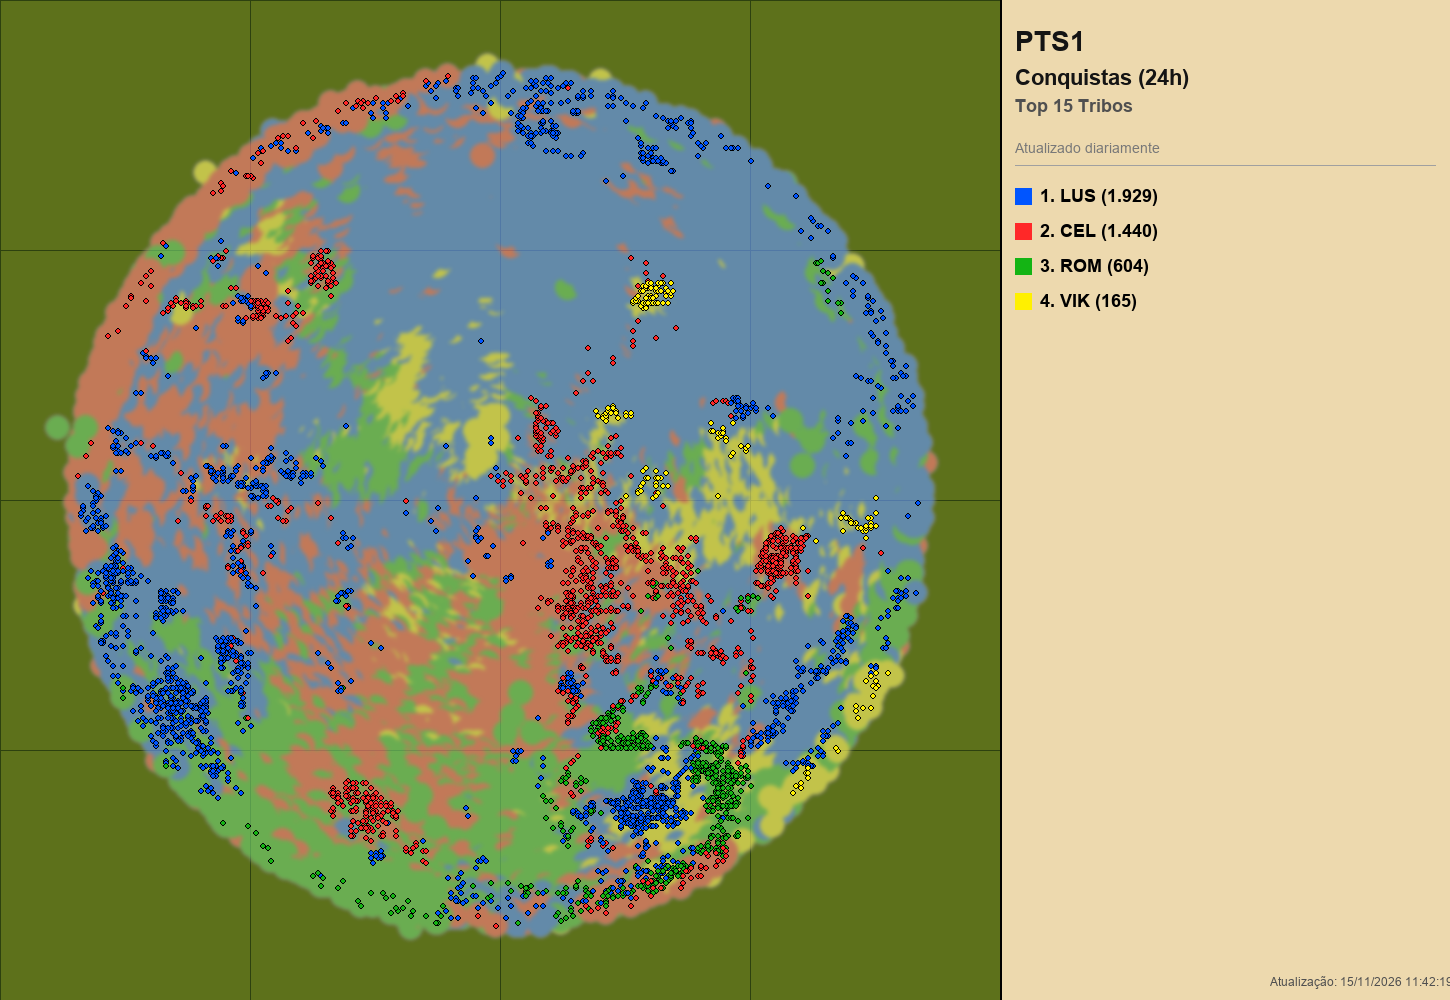 PTS1
Conquistas (24h)
Top 15 Tribos
Atualizado diariamente
1. LUS (1.929)
2. CEL (1.440)
3. ROM (604)
4. VIK (165)
Atualização: 15/11/2026 11:42:19